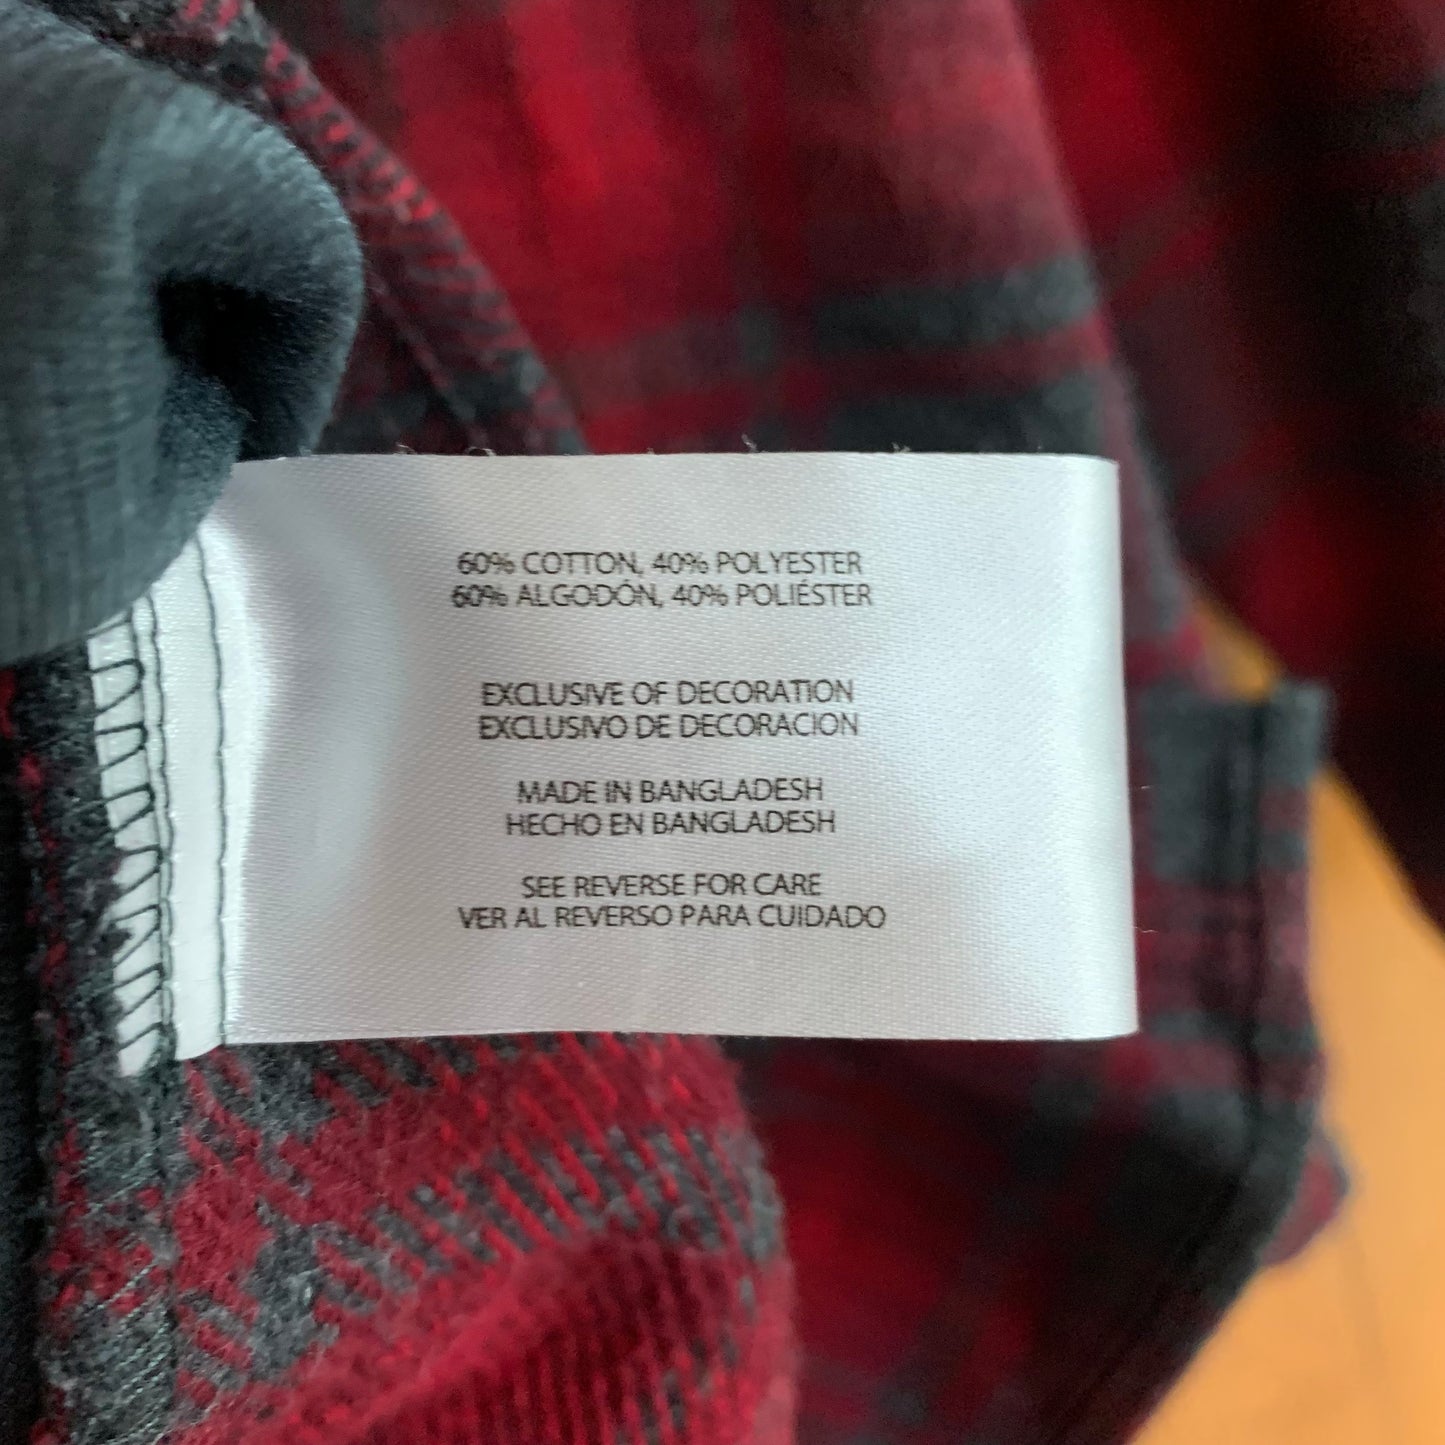 60% COTTON, 40% POLYESTER
60% ALGODÓN, 40% POLIÉSTER
EXCLUSIVE OF DECORATION
EXCLUSIVO DE DECORACION
MADE IN BANGLADESH
HECHO EN BANGLADESH
SEE REVERSE FOR CARE
VER AL REVERSO PARA CUIDADO